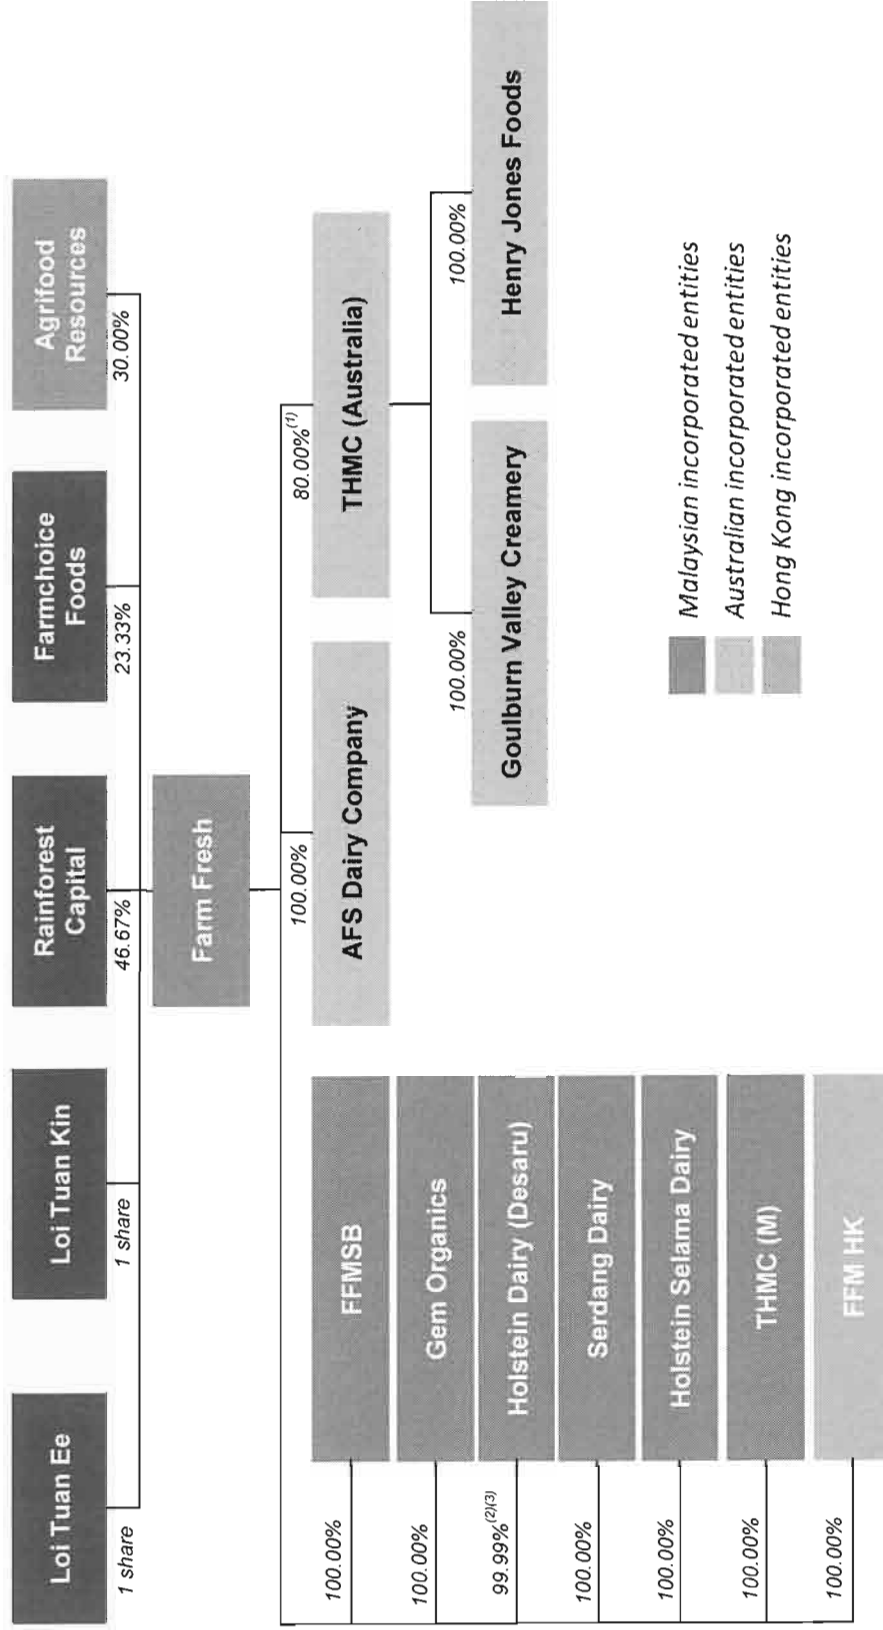 Loi Tuan Ee
Loi Tuan Kin
Rainforest
Capital
Farmchoice
Foods
Agrifood
Resources
1 share
1 share
46.67%
23.33%
30.00%
Farm Fresh
100.00%
80.00%(1)
100.00%
FFMSB
AFS Dairy Company
THMC (Australia)
100.00%
Gem Organics
99.99%(2)(3)
Holstein Dairy (Desaru)
100.00%
100.00%
Goulburn Valley Creamery
Henry Jones Foods
100.00%
Serdang Dairy
100.00%
Holstein Selama Dairy
100.00%
THMC (M)
100.00%
FFM HK
Malaysian incorporated entities
Australian incorporated entities
Hong Kong incorporated entities